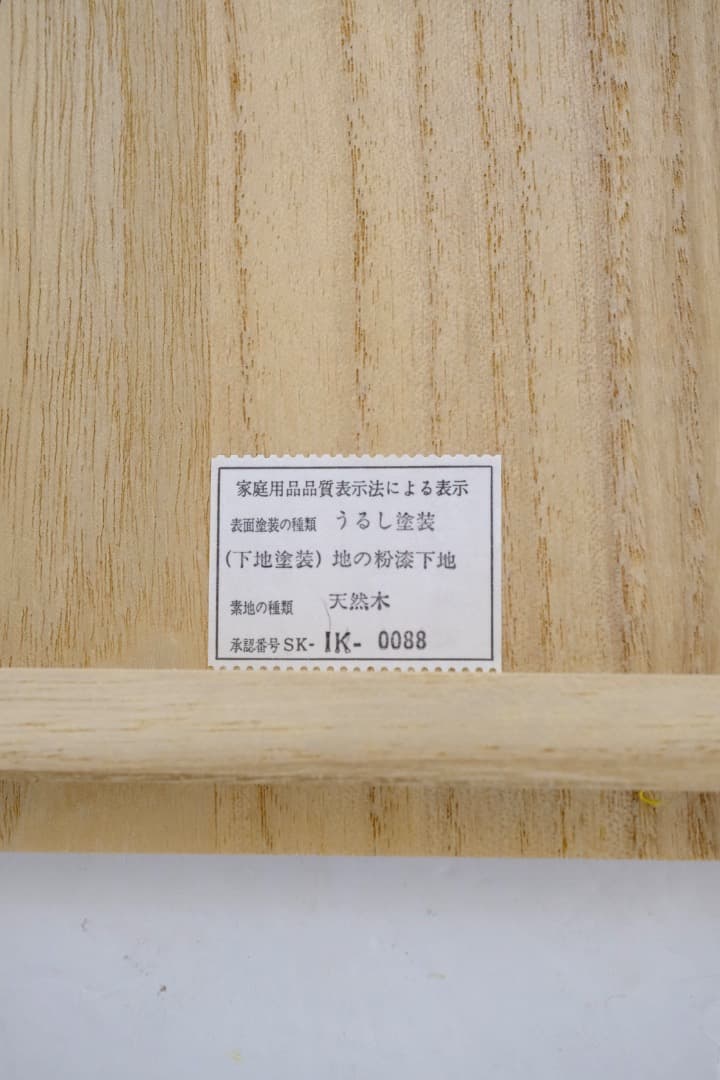 家庭用品品質表示法による表示
表面塗装の種類 うるし塗装
(下地塗装) 地の粉漆下地
素地の種類 天然木
承認番号 SK-IK-0088